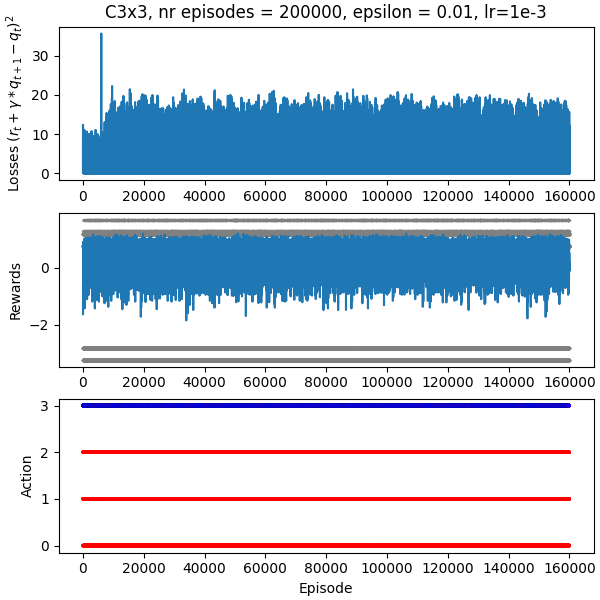 C3x3, nr episodes = 200000, epsilon = 0.01, lr=1e-3
Losses $(r_t + \gamma * q_{t+1} - q_t)^2$
30
20
10
0
0 20000 40000 60000 80000 100000 120000 140000 160000
Rewards
0
−2
0 20000 40000 60000 80000 100000 120000 140000 160000
Action
3
2
1
0
0 20000 40000 60000 80000 100000 120000 140000 160000
Episode